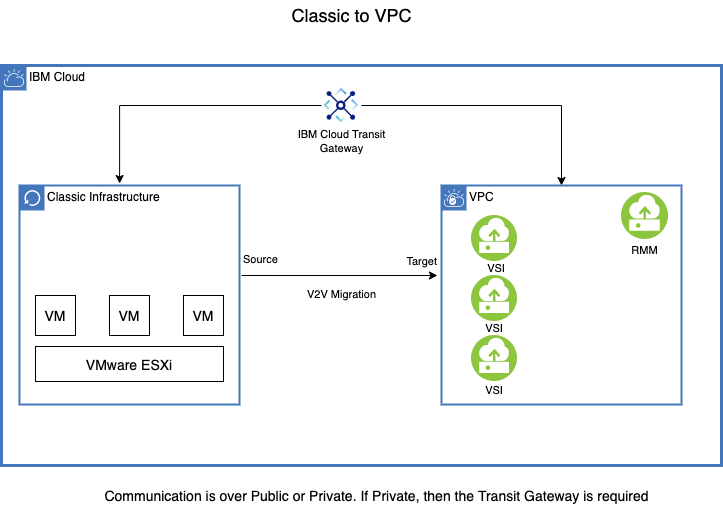 Classic to VPC
IBM Cloud
IBM Cloud Transit
Gateway
Classic Infrastructure
VPC
RMM
Source
Target
VSI
V2V Migration
VM
VM
VM
VSI
VMware ESXi
VSI
Communication is over Public or Private. If Private, then the Transit Gateway is required